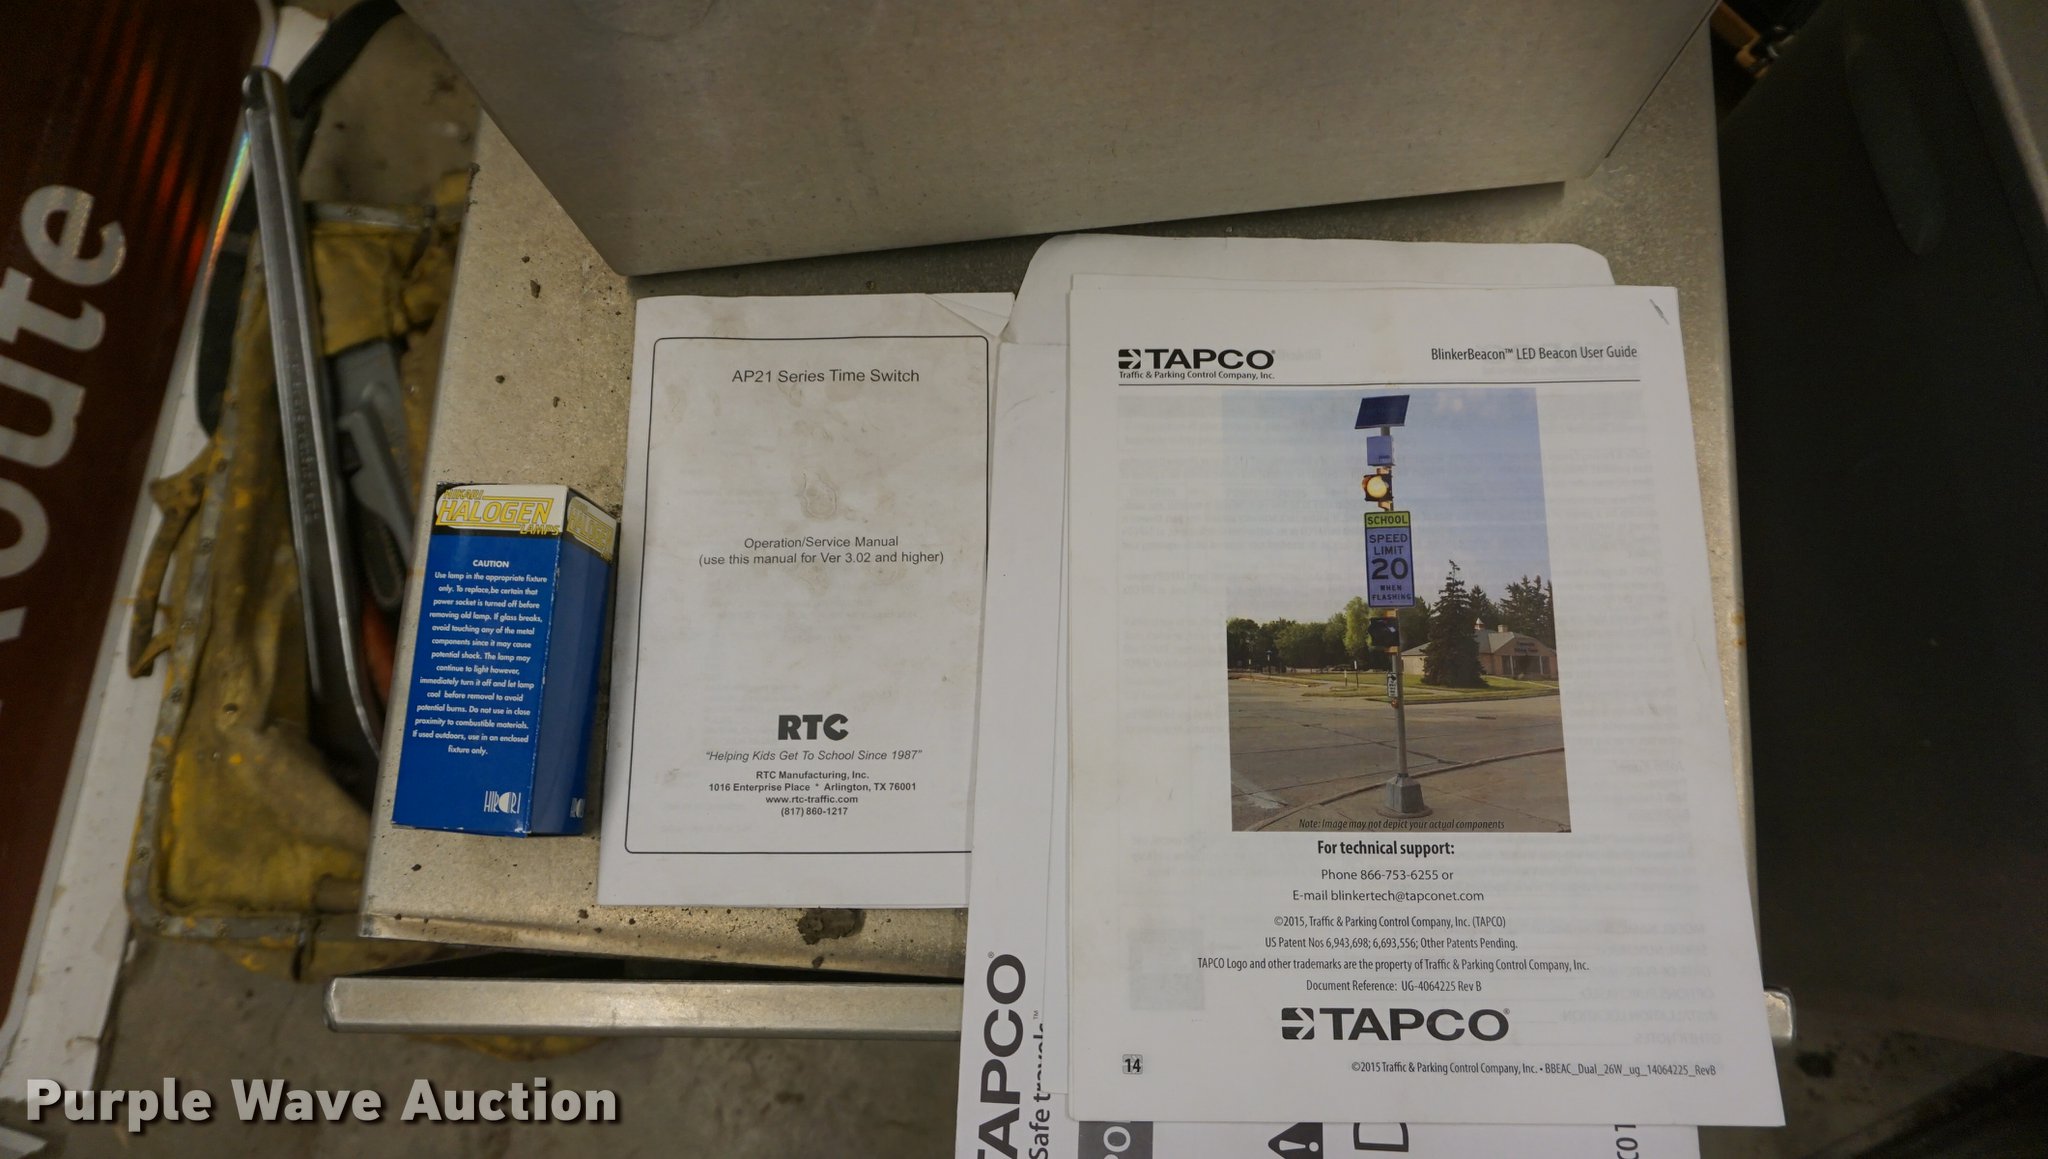 oute
HIKARI
HALOGEN
LAMPS
CAUTION
Use lamp in the appropriate fixture
only. To replace,be certain that
power socket is turned off before
removing old lamp. If glass breaks,
avoid touching any of the metal
components since it may cause
potential shock. The lamp may
continue to light however,
immediately turn it off and let lamp
cool before removal to avoid
potential burns. Do not use in close
proximity to combustible materials.
If used outdoors, use in an enclosed
fixture only.
HIKARI
HALOGEN
AP21 Series Time Switch
Operation/Service Manual
(use this manual for Ver 3.02 and higher)
RTC
"Helping Kids Get To School Since 1987"
RTC Manufacturing, Inc.
1016 Enterprise Place * Arlington, TX 76001
www.rtc-traffic.com
(817) 860-1217
TAPCO®
Traffic & Parking Control Company, Inc.
BlinkerBeacon™ LED Beacon User Guide
SCHOOL
SPEED
LIMIT
20
WHEN
FLASHING
Note: Image may not depict your actual components
For technical support:
Phone 866-753-6255 or
E-mail blinkertech@tapconet.com
©2015, Traffic & Parking Control Company, Inc. (TAPCO)
US Patent Nos 6,943,698; 6,693,556; Other Patents Pending.
TAPCO Logo and other trademarks are the property of Traffic & Parking Control Company, Inc.
Document Reference: UG-4064225 Rev B
TAPCO®
14
©2015 Traffic & Parking Control Company, Inc. • BBEAC_Dual_26W_ug_14064225_RevB
TAPCO®
Safe travels™
Purple Wave Auction